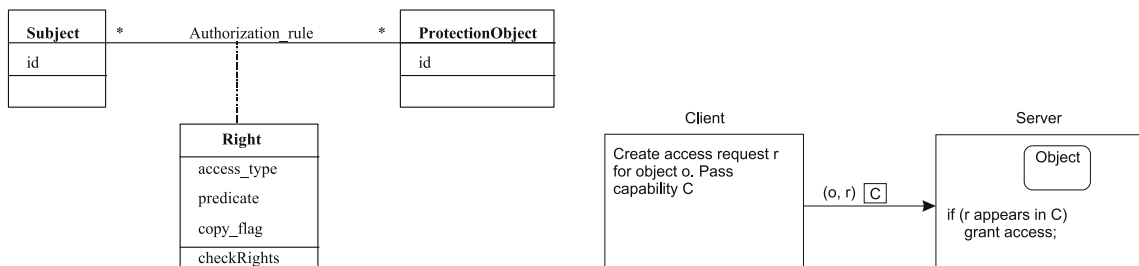 Subject
*
Authorization_rule
*
ProtectionObject
id
id
Right
access_type
predicate
copy_flag
checkRights
Client
Create access request r
for object o. Pass
capability C
(o, r) C
Server
Object
if (r appears in C)
grant access;